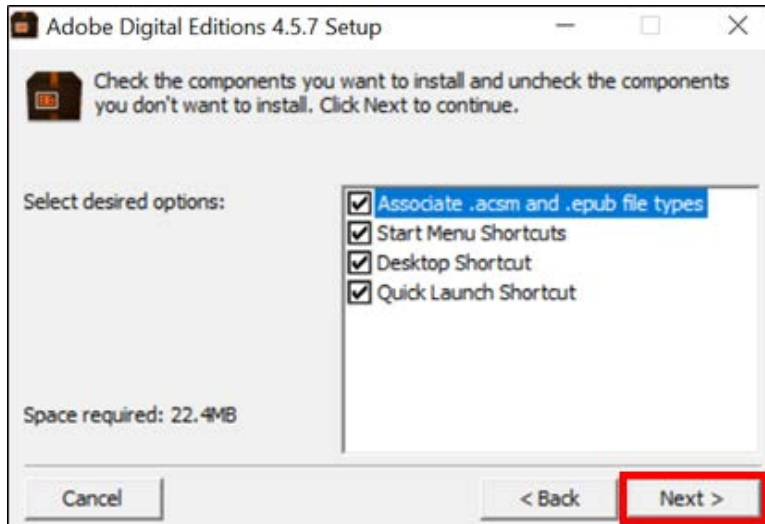 Adobe Digital Editions 4.5.7 Setup
Check the components you want to install and uncheck the components
you don't want to install. Click Next to continue.
Select desired options:
Associate .acsm and .epub file types
Start Menu Shortcuts
Desktop Shortcut
Quick Launch Shortcut
Space required: 22.4MB
Cancel
< Back
Next >